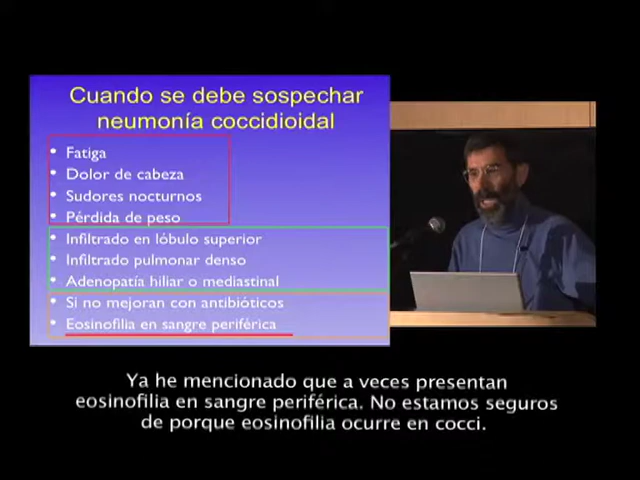 Cuando se debe sospechar
neumonía coccidioidal
• Fatiga
• Dolor de cabeza
• Sudores nocturnos
• Pérdida de peso
• Infiltrado en lóbulo superior
• Infiltrado pulmonar denso
• Adenopatía hiliar o mediastinal
• Si no mejoran con antibióticos
• Eosinofilia en sangre periférica
Ya he mencionado que a veces presentan
eosinofilia en sangre periférica. No estamos seguros
de porque eosinofilia ocurre en cocci.